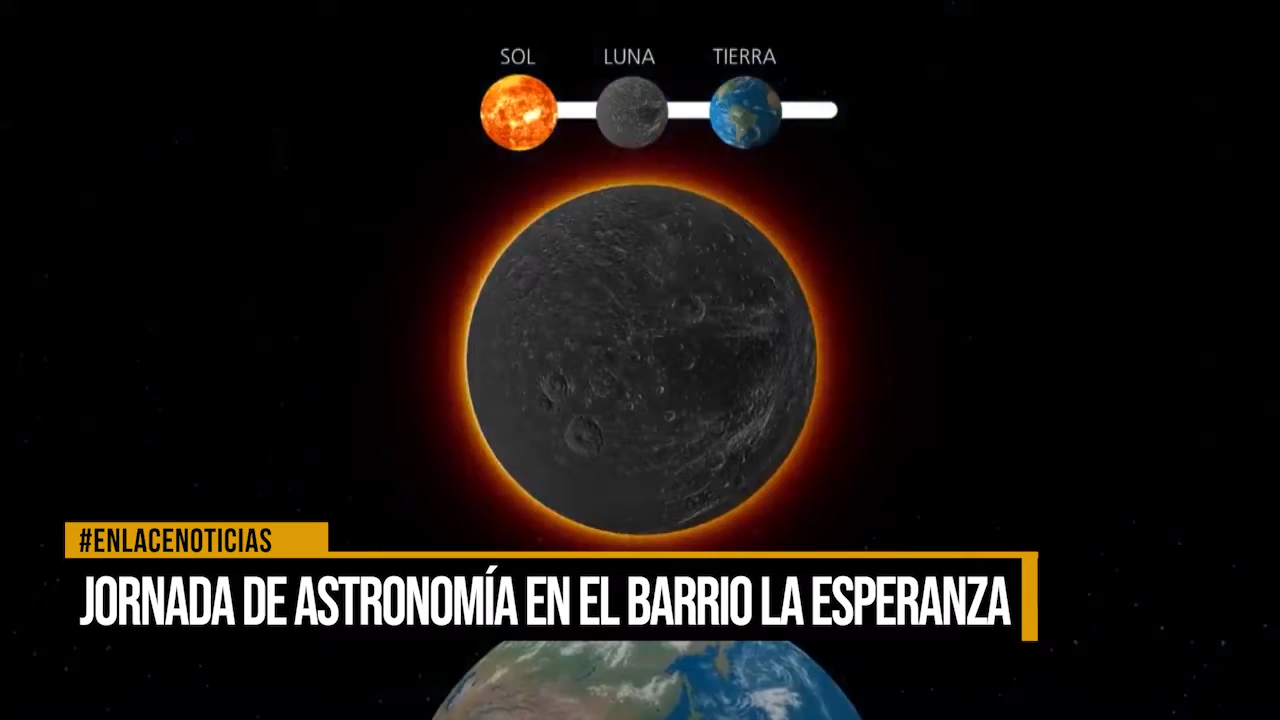 SOL LUNA TIERRA
#ENLACENOTICIAS
JORNADA DE ASTRONOMÍA EN EL BARRIO LA ESPERANZA